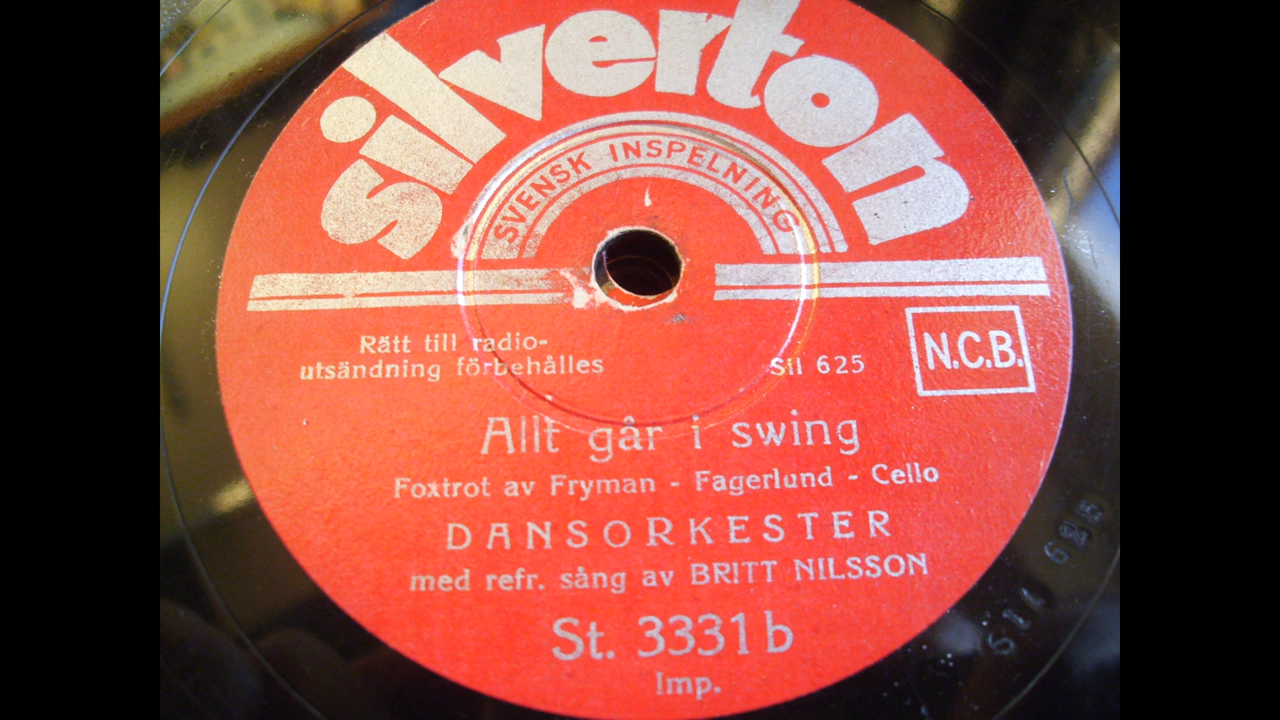 silverton
SVENSK INSPELNING
Rätt till radio-
utsändning förbehålles
Sil 625
N.C.B.
Allt går i swing
Foxtrot av Fryman - Fagerlund - Cello
DANSORKESTER
med refr. sång av BRITT NILSSON
St. 3331 b
Imp.